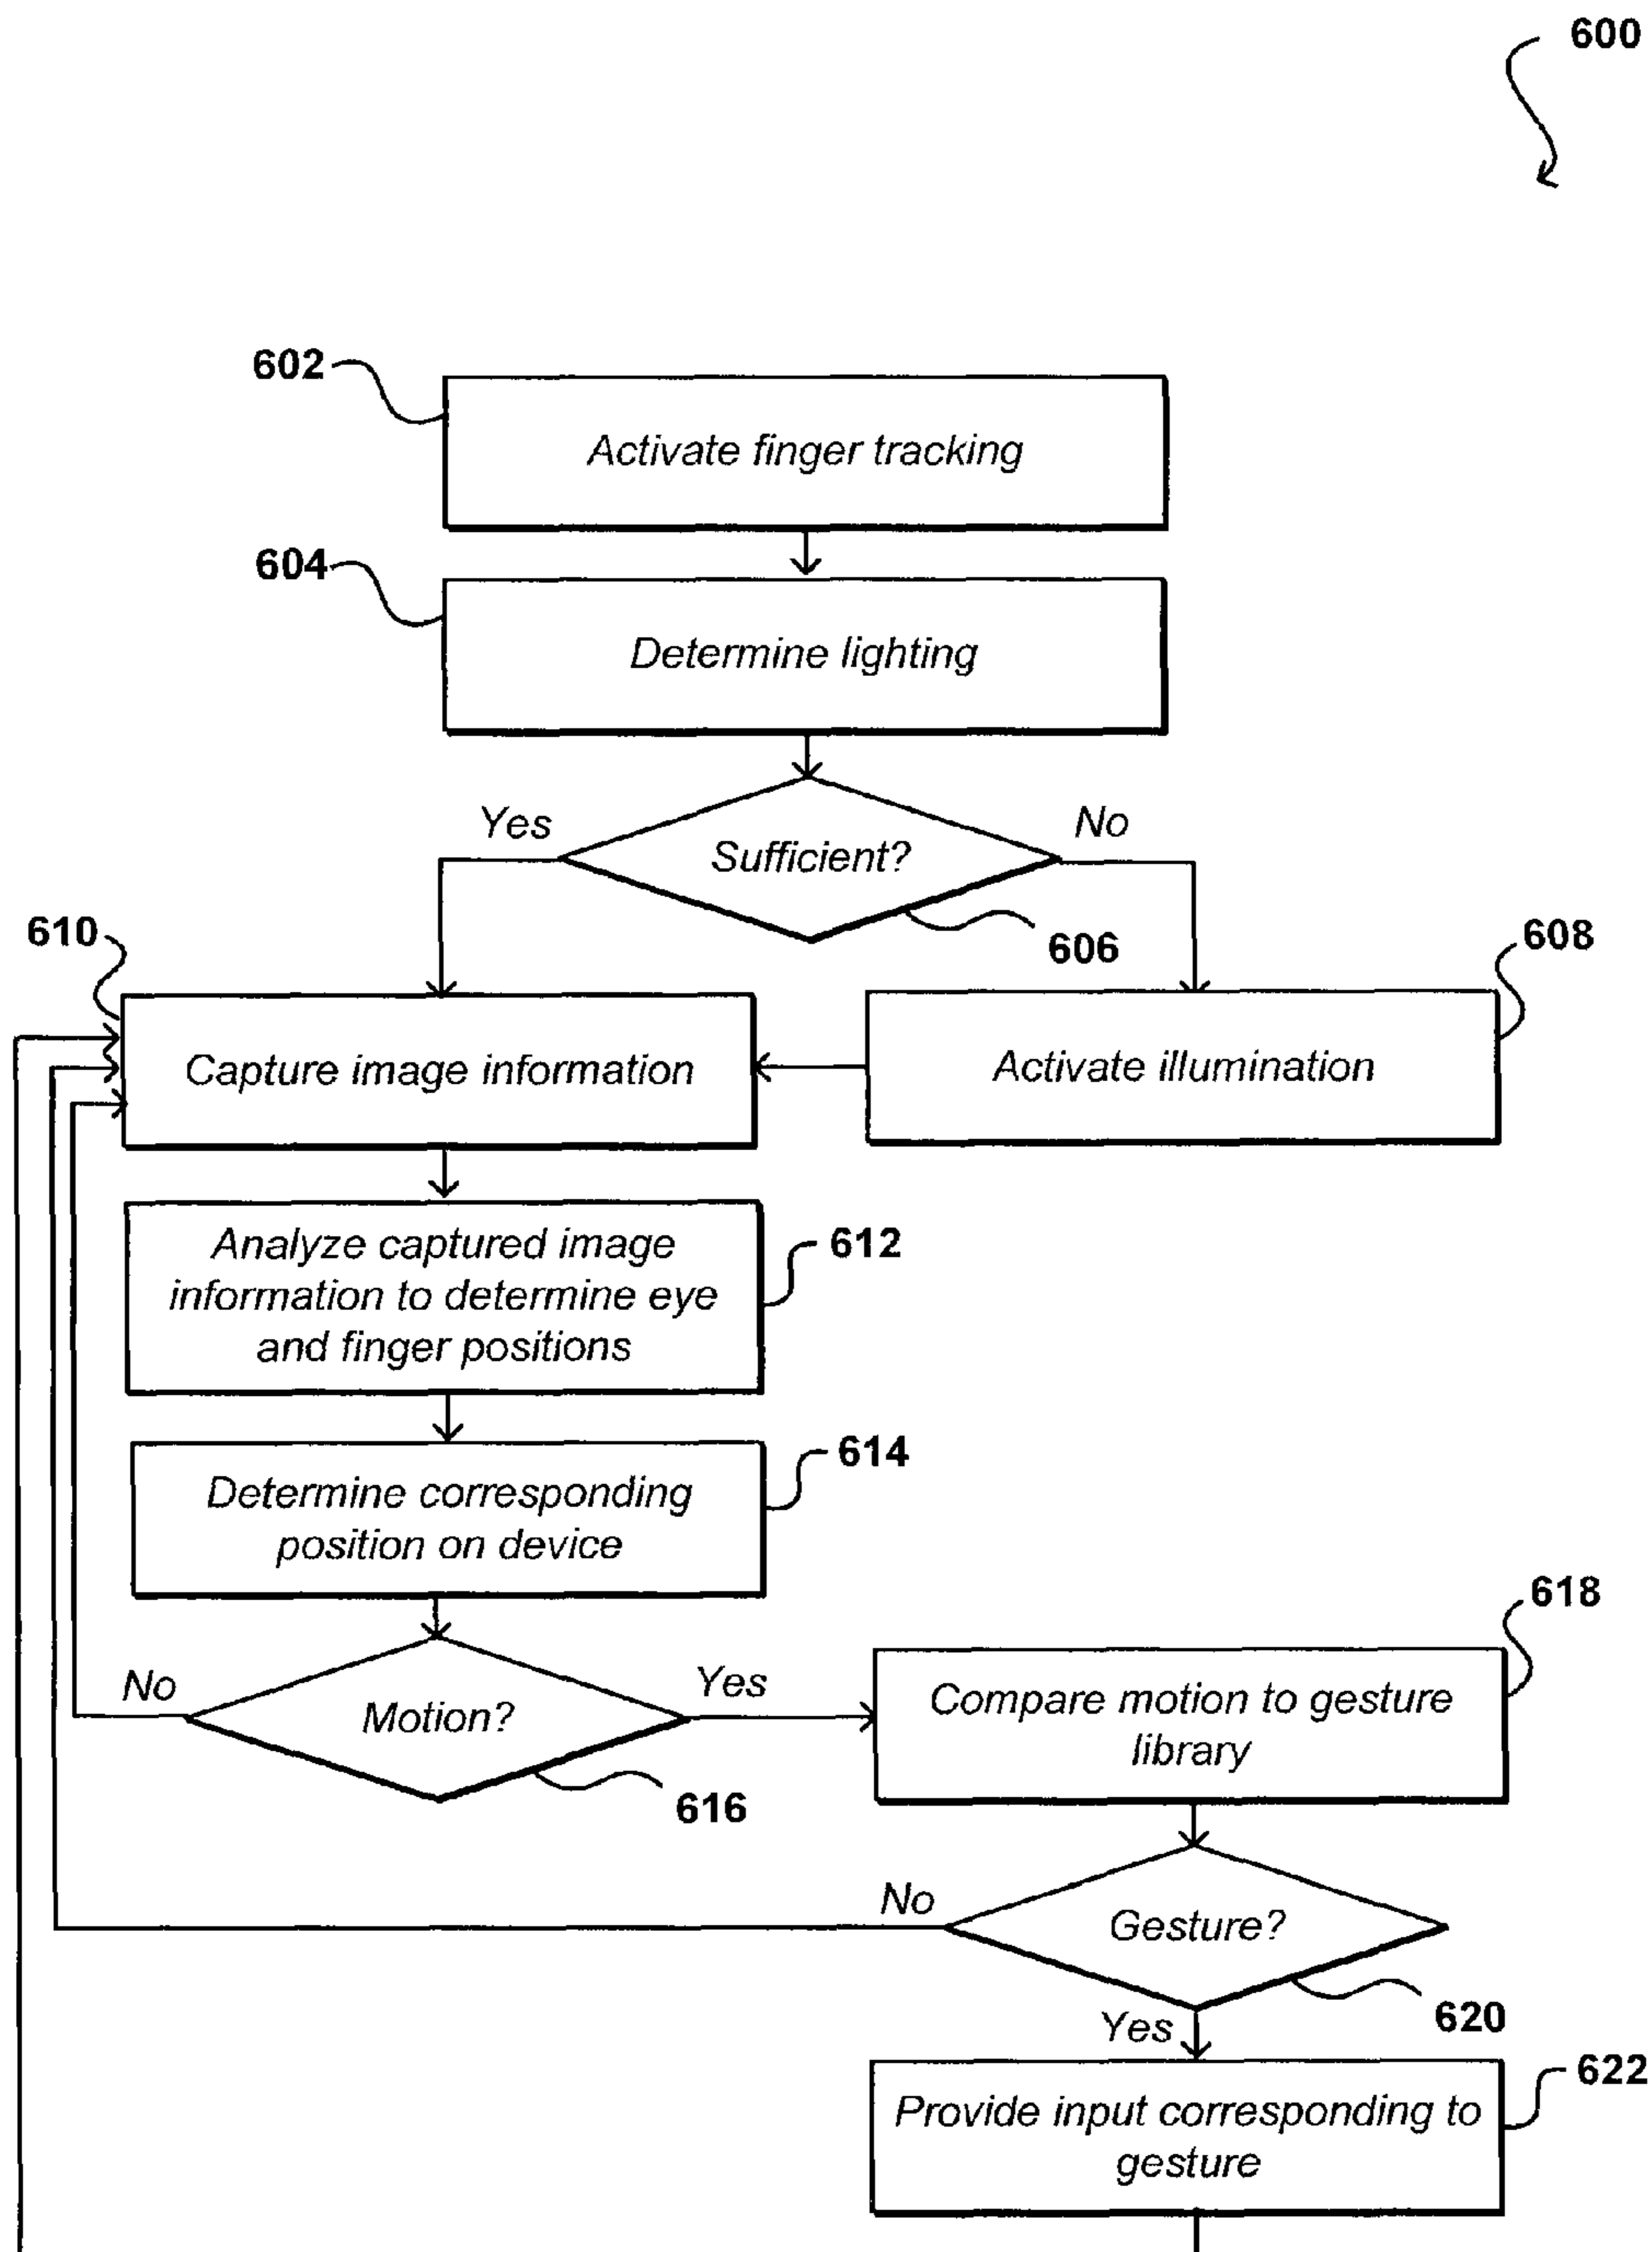 600
602
Activate finger tracking
604
Determine lighting
Yes
No
Sufficient?
606
610
608
Capture image information
Activate illumination
Analyze captured image
information to determine eye
and finger positions
612
Determine corresponding
position on device
614
618
No
Motion?
Yes
Compare motion to gesture
library
616
No
Gesture?
620
Yes
622
Provide input corresponding to
gesture